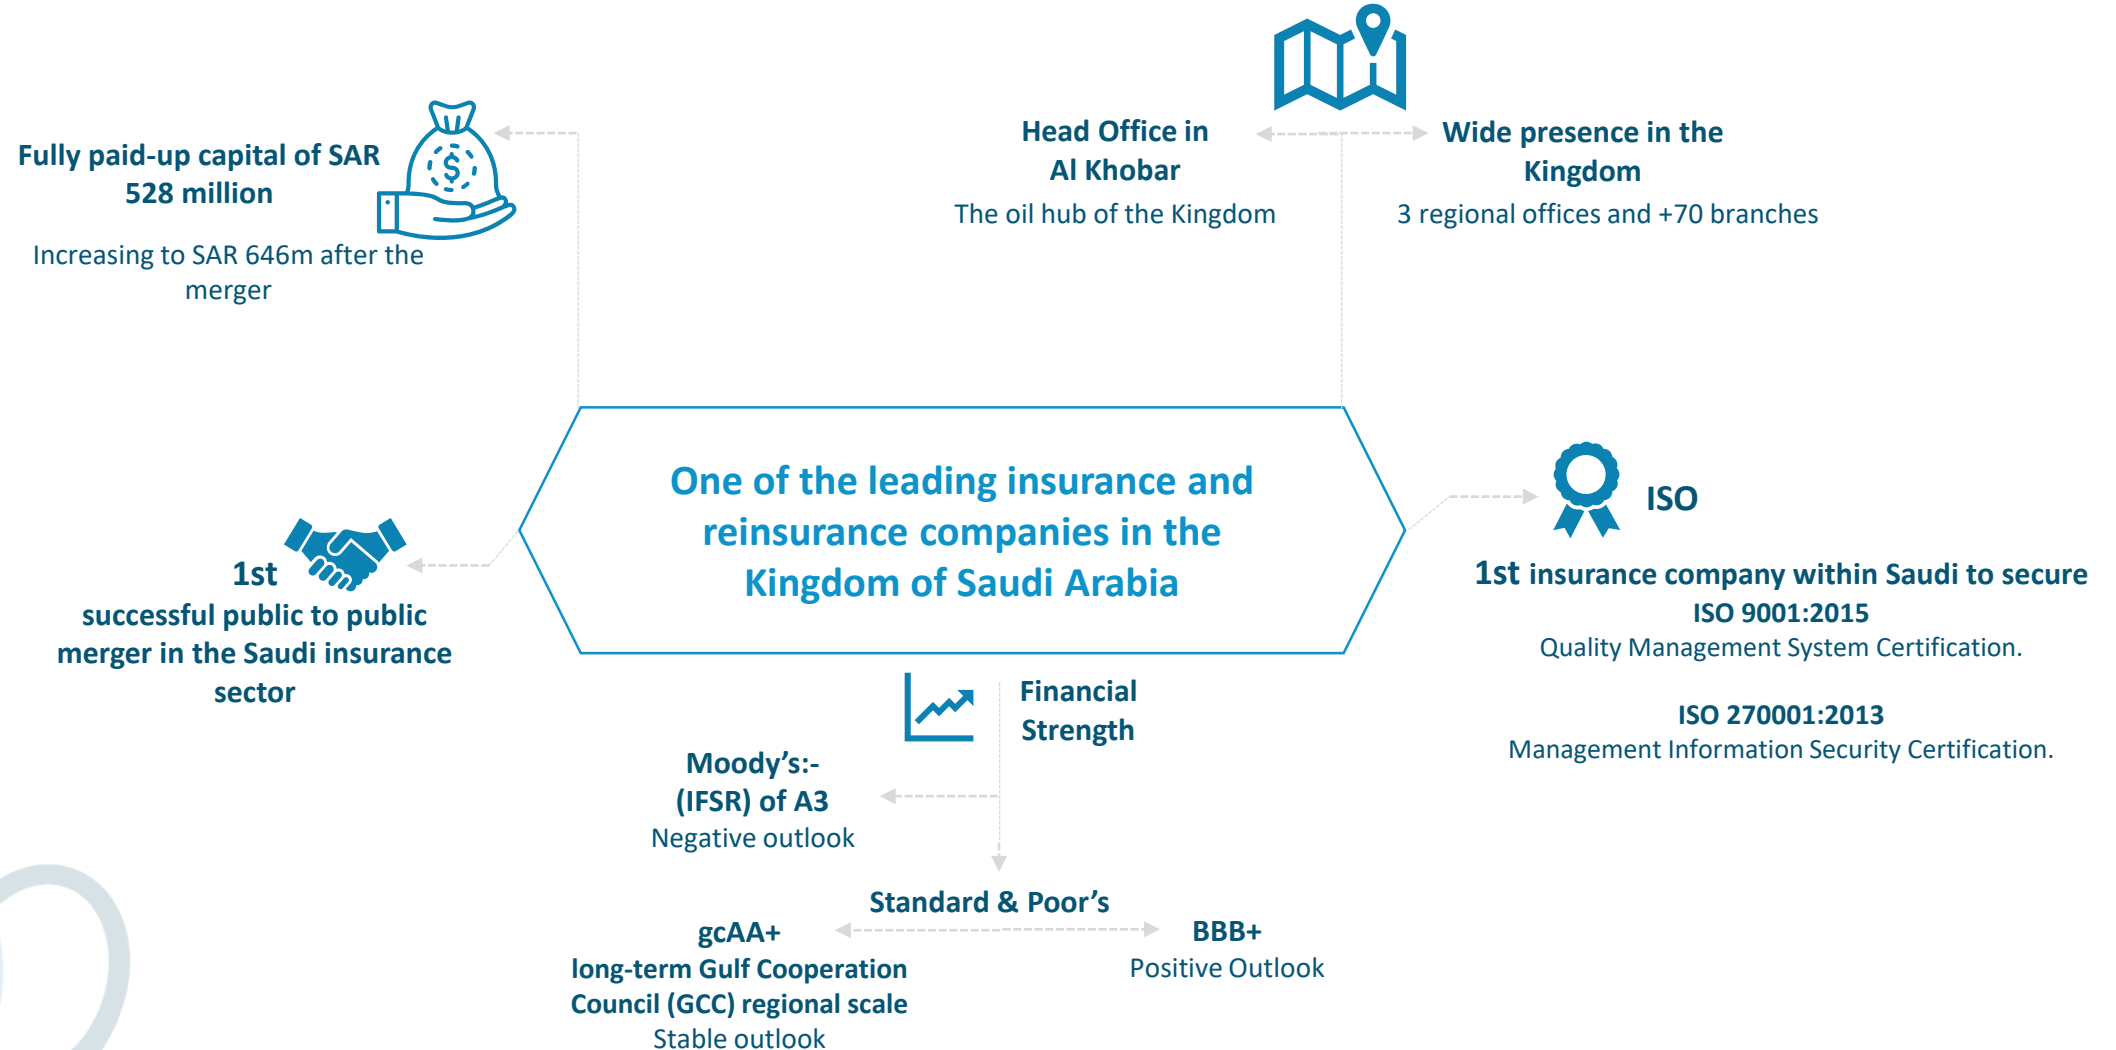 Fully paid-up capital of SAR
528 million
Increasing to SAR 646m after the
merger
Head Office in
Al Khobar
The oil hub of the Kingdom
Wide presence in the
Kingdom
3 regional offices and +70 branches
One of the leading insurance and
reinsurance companies in the
Kingdom of Saudi Arabia
1st
successful public to public
merger in the Saudi insurance
sector
ISO
1st insurance company within Saudi to secure
ISO 9001:2015
Quality Management System Certification.
ISO 270001:2013
Management Information Security Certification.
Financial
Strength
Moody’s:-
(IFSR) of A3
Negative outlook
Standard & Poor’s
gcAA+
long-term Gulf Cooperation
Council (GCC) regional scale
Stable outlook
BBB+
Positive Outlook